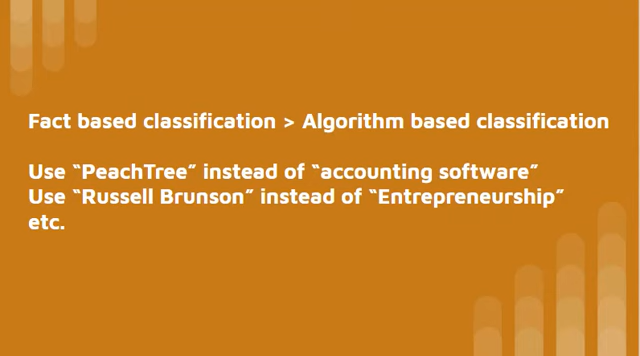 Fact based classification > Algorithm based classification
Use “PeachTree” instead of “accounting software”
Use “Russell Brunson” instead of “Entrepreneurship”
etc.